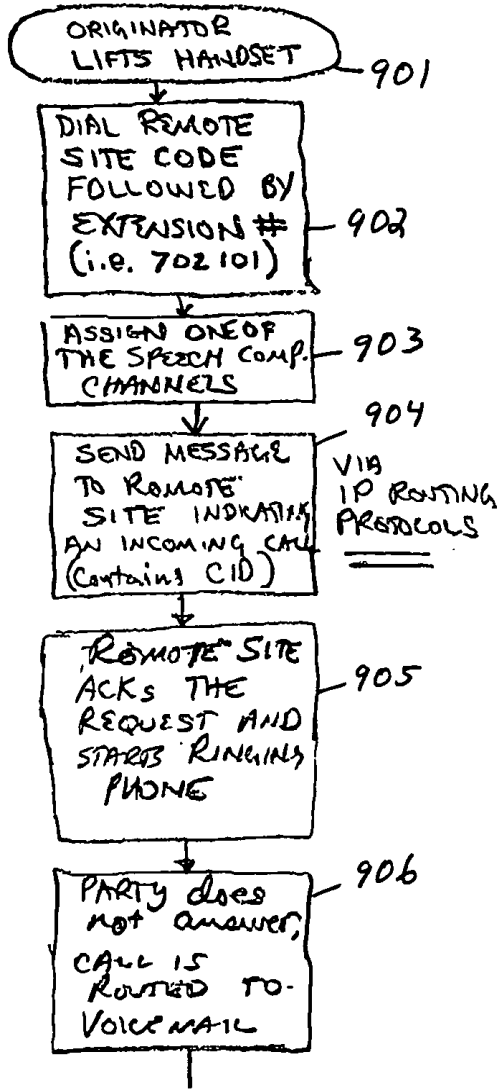 ORIGINATOR
LIFTS HANDSET
901
DIAL REMOTE
SITE CODE
FOLLOWED BY
EXTENSION #
(i.e. 702 101)
902
ASSIGN ONE OF
THE SPEECH COMP.
CHANNELS
903
904
SEND MESSAGE
TO REMOTE
SITE INDICATING
AN INCOMING CALL
(Contains CID)
VIA
IP ROUTING
PROTOCOLS
REMOTE SITE
ACKS THE
REQUEST AND
STARTS RINGING
PHONE
905
PARTY does
not answer,
CALL IS
ROUTED TO
VOICEMAIL
906